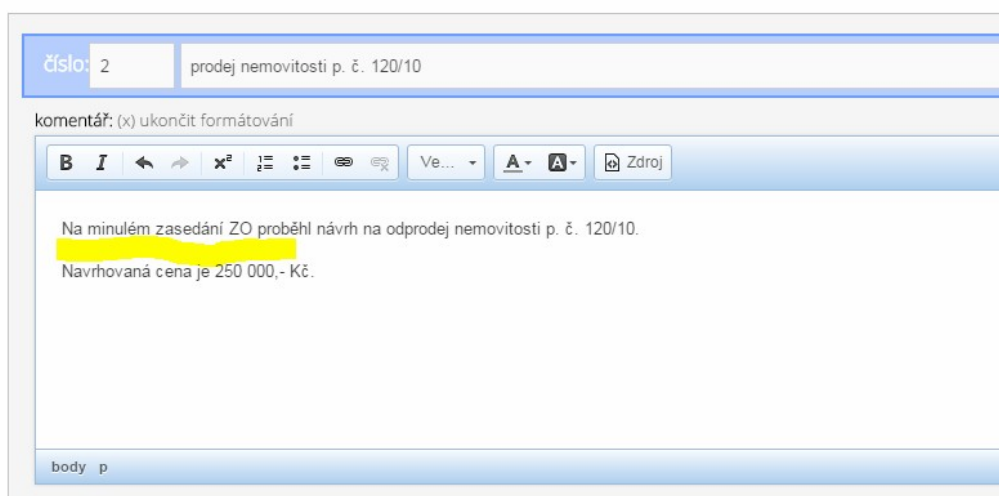 číslo: 2 prodej nemovitosti p. č. 120/10
komentář: (x) ukončit formátování
B I x² Ve... A A Zdroj
Na minulém zasedání ZO proběhl návrh na odprodej nemovitosti p. č. 120/10.
Navrhovaná cena je 250 000,- Kč.
body p